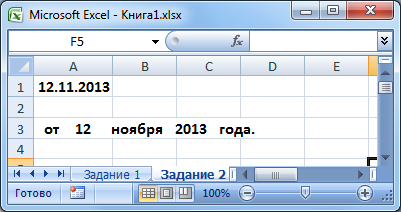 Microsoft Excel - Книга1.xlsx
F5 fx
A B C D E
1 12.11.2013
2
3 от 12 ноября 2013 года.
4
Задание 1 Задание 2
Готово 100%